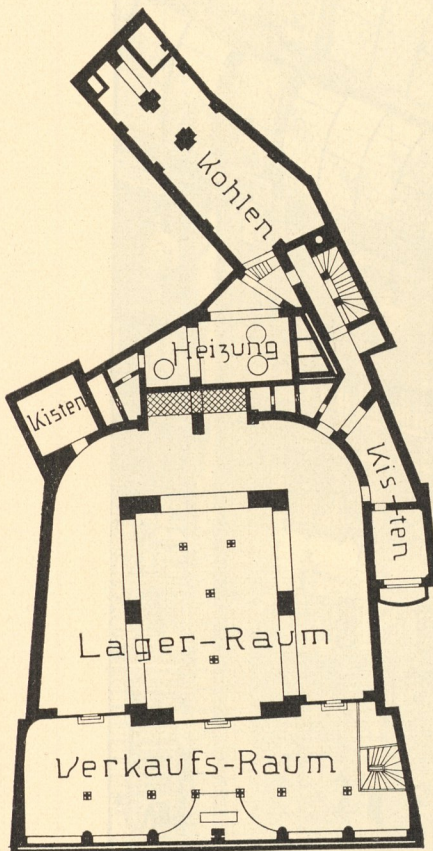 Kohlen
Heizung
Kisten
Kis-ten
Lager-Raum
Verkaufs-Raum